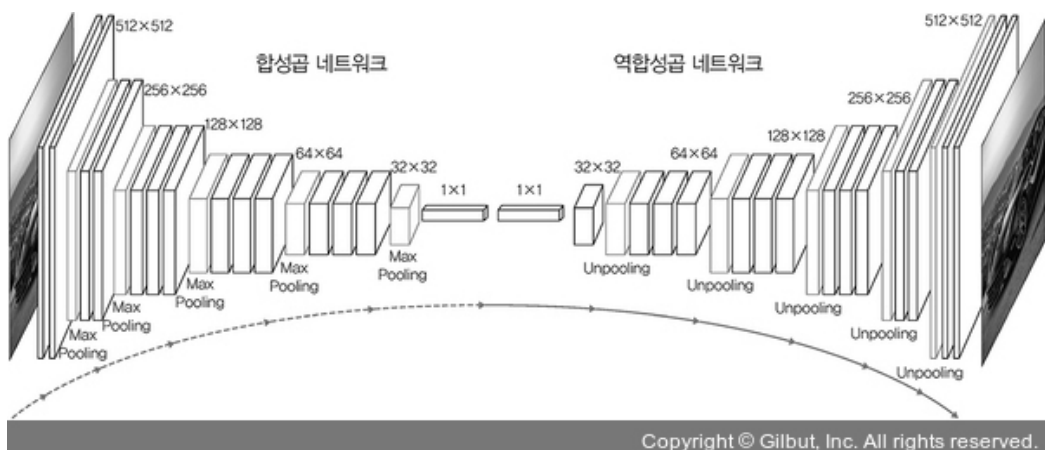 512×512
합성곱 네트워크
역합성곱 네트워크
512×512
256×256
256×256
128×128
128×128
64×64
64×64
32×32
32×32
1×1
1×1
Max
Pooling
Max
Pooling
Max
Pooling
Max
Pooling
Max
Pooling
Unpooling
Unpooling
Unpooling
Unpooling
Unpooling
Copyright © Gilbut, Inc. All rights reserved.